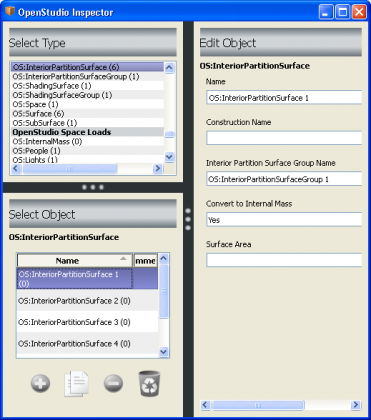 OpenStudio Inspector
Select Type
OS:InteriorPartitionSurface (6)
OS:InteriorPartitionSurfaceGroup (1)
OS:ShadingSurface (1)
OS:ShadingSurfaceGroup (1)
OS:Space (1)
OS:Surface (6)
OS:SubSurface (1)
OpenStudio Space Loads
OS:InternalMass (0)
OS:People (1)
OS:Lights (1)
Select Object
OS:InteriorPartitionSurface
Name mme
OS:InteriorPartitionSurface 1
(0)
OS:InteriorPartitionSurface 2 (0)
OS:InteriorPartitionSurface 3 (0)
OS:InteriorPartitionSurface 4 (0)
Edit Object
OS:InteriorPartitionSurface
Name
OS:InteriorPartitionSurface 1
Construction Name
Interior Partition Surface Group Name
OS:InteriorPartitionSurfaceGroup 1
Convert to Internal Mass
Yes
Surface Area